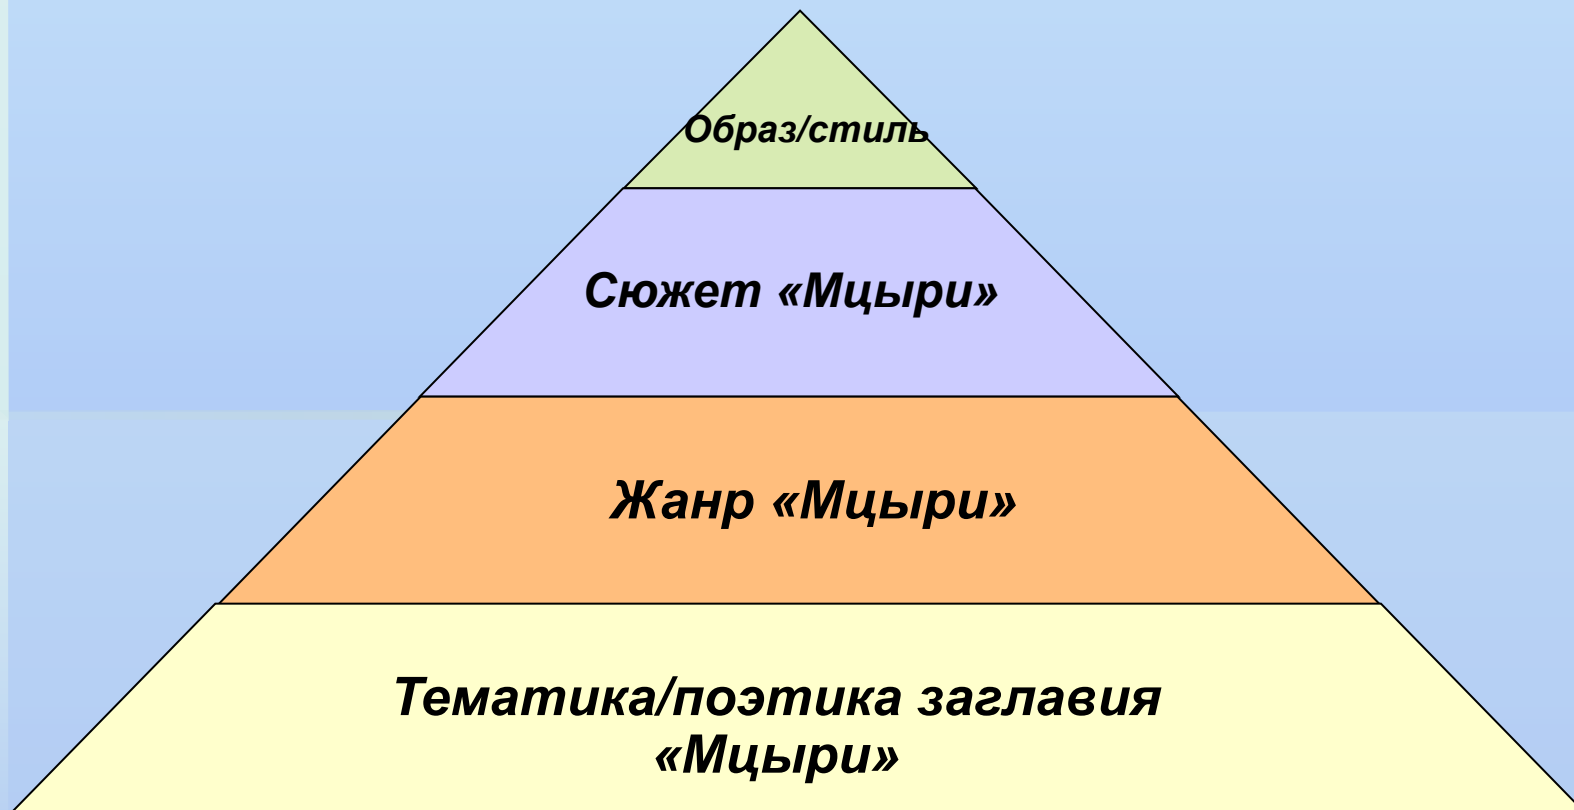 Образ/стиль
Сюжет «Мцыри»
Жанр «Мцыри»
Тематика/поэтика заглавия
«Мцыри»